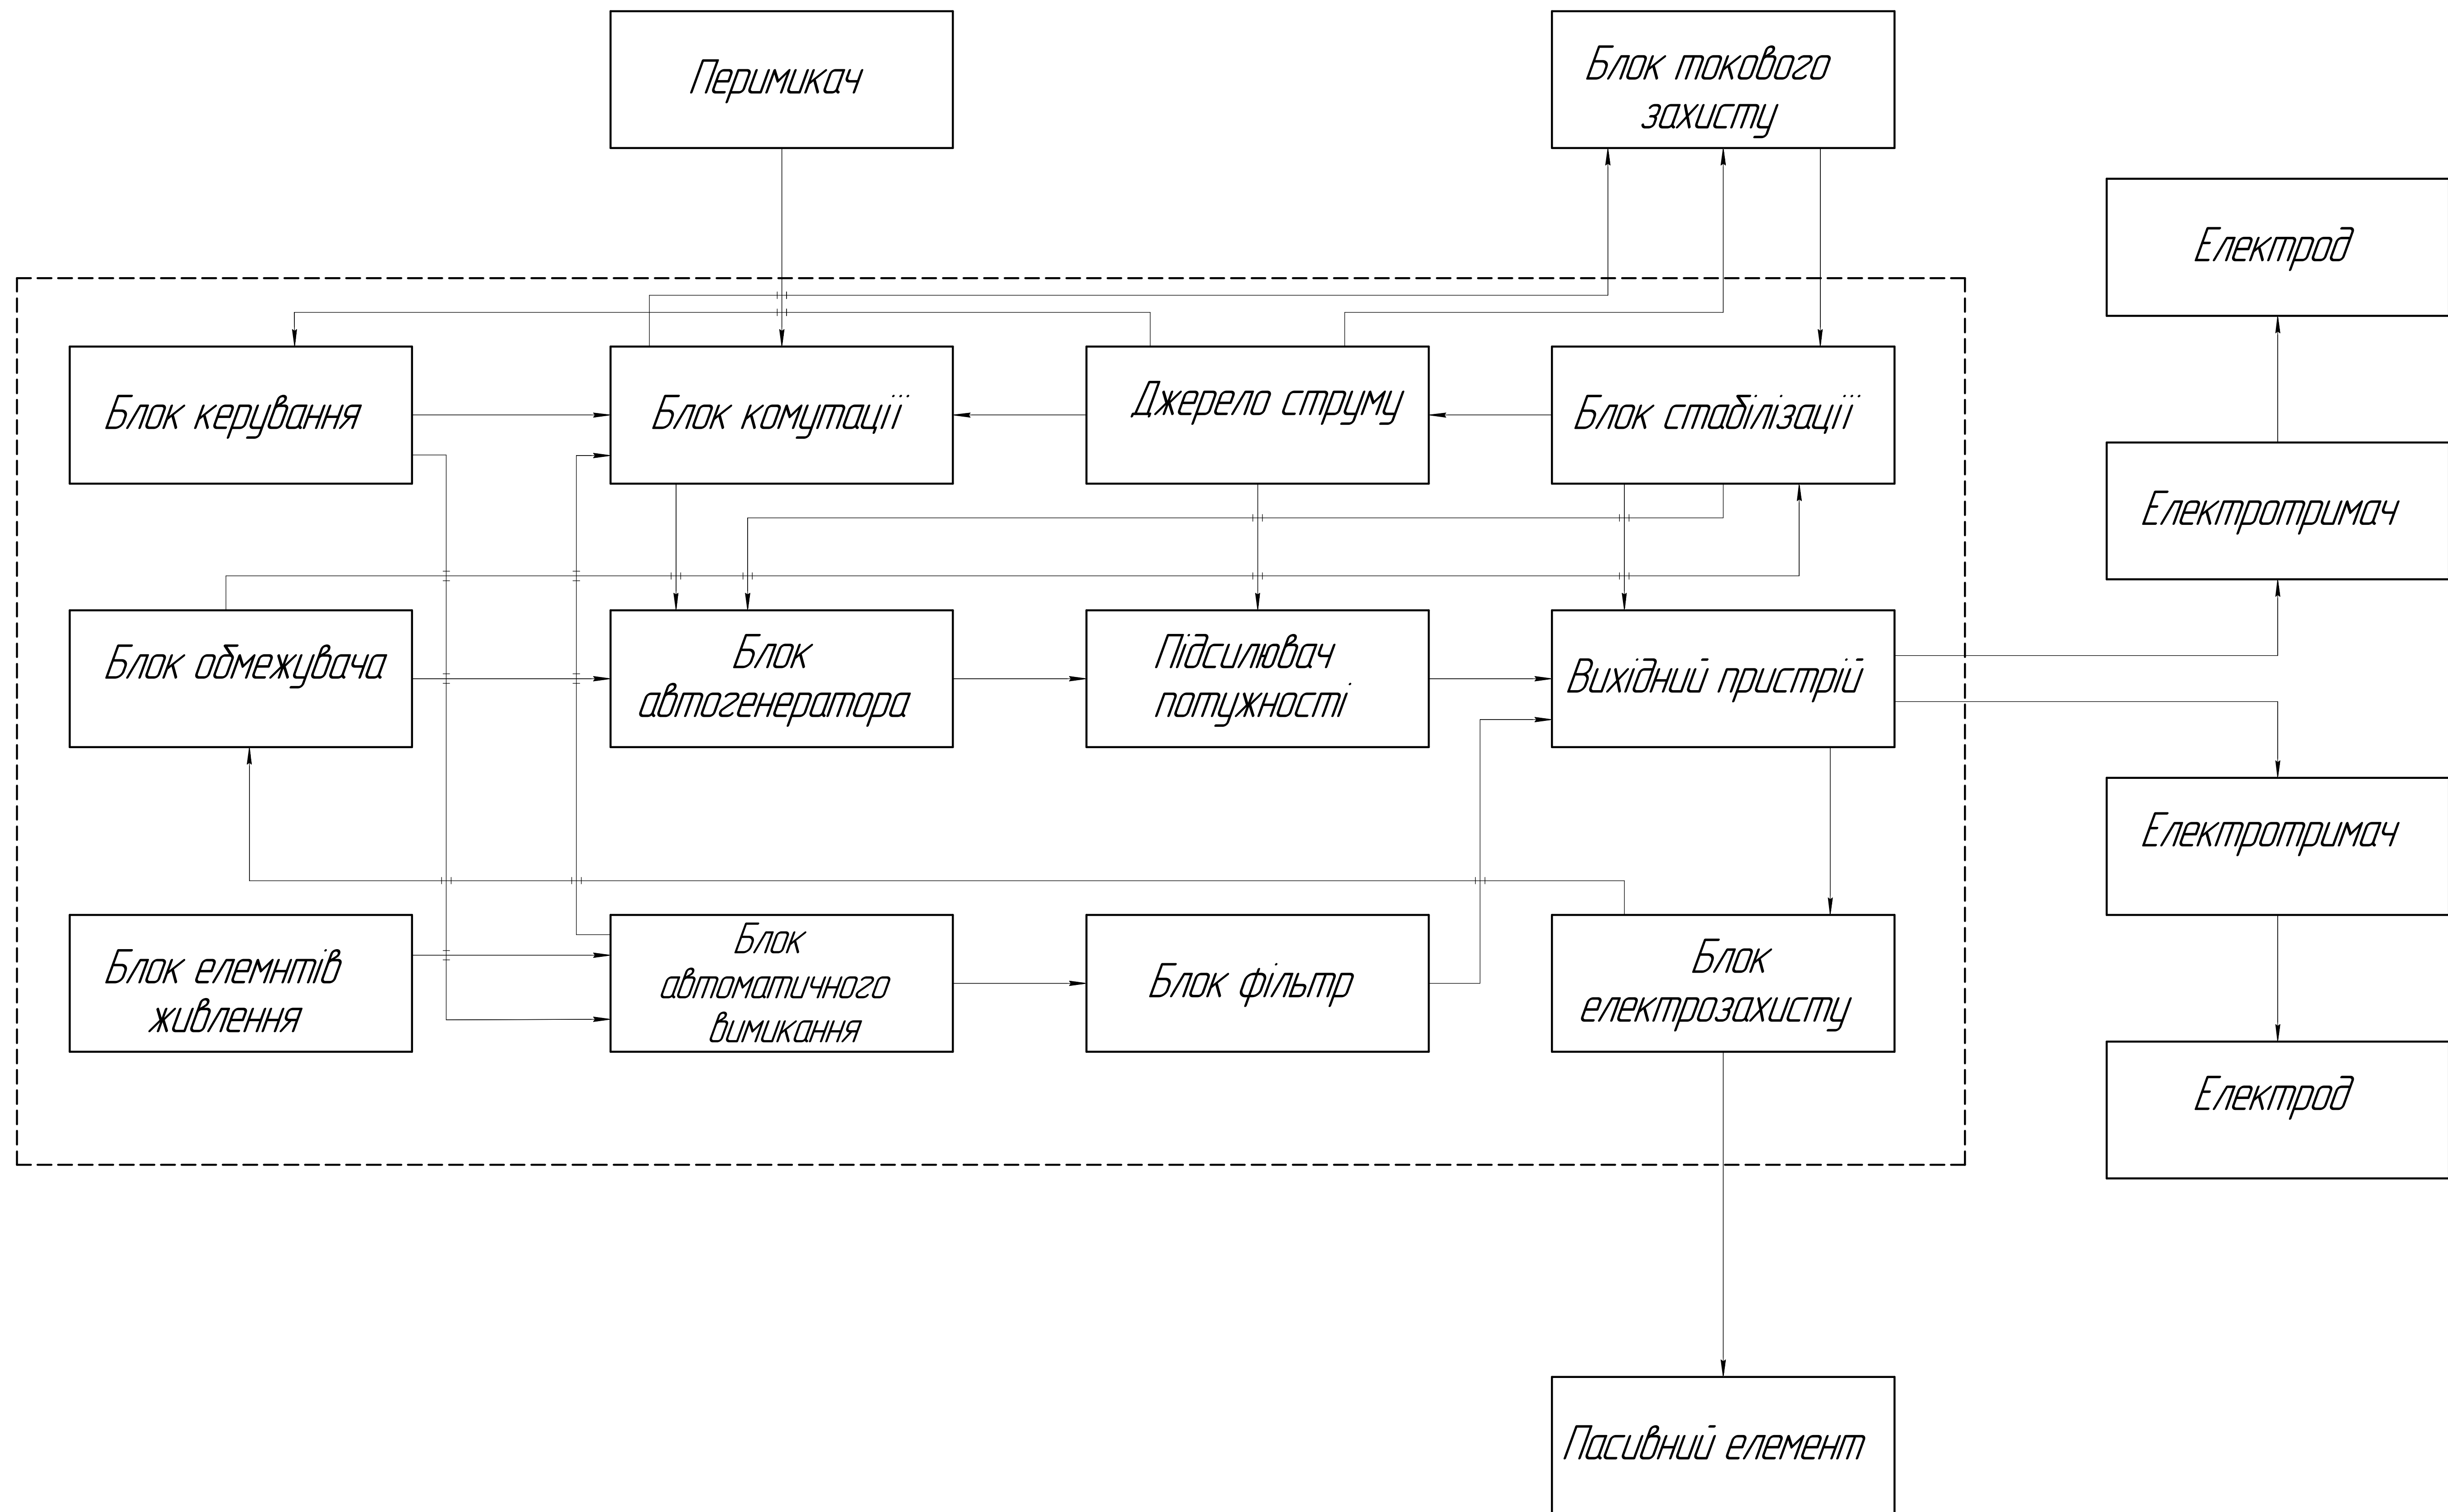 Перимикач
Блок токового
захисту
Електрод
Блок керування
Блок комутації
Джерело струму
Блок стабілізації
Електротримач
Блок обмежувача
Блок
автогенератора
Підсилювач
потужності
Вихідний пристрій
Електротримач
Блок елемнтів
живлення
Блок
автоматичного
вимикання
Блок фільтр
Блок
електрозахисту
Електрод
Пасивний елемент